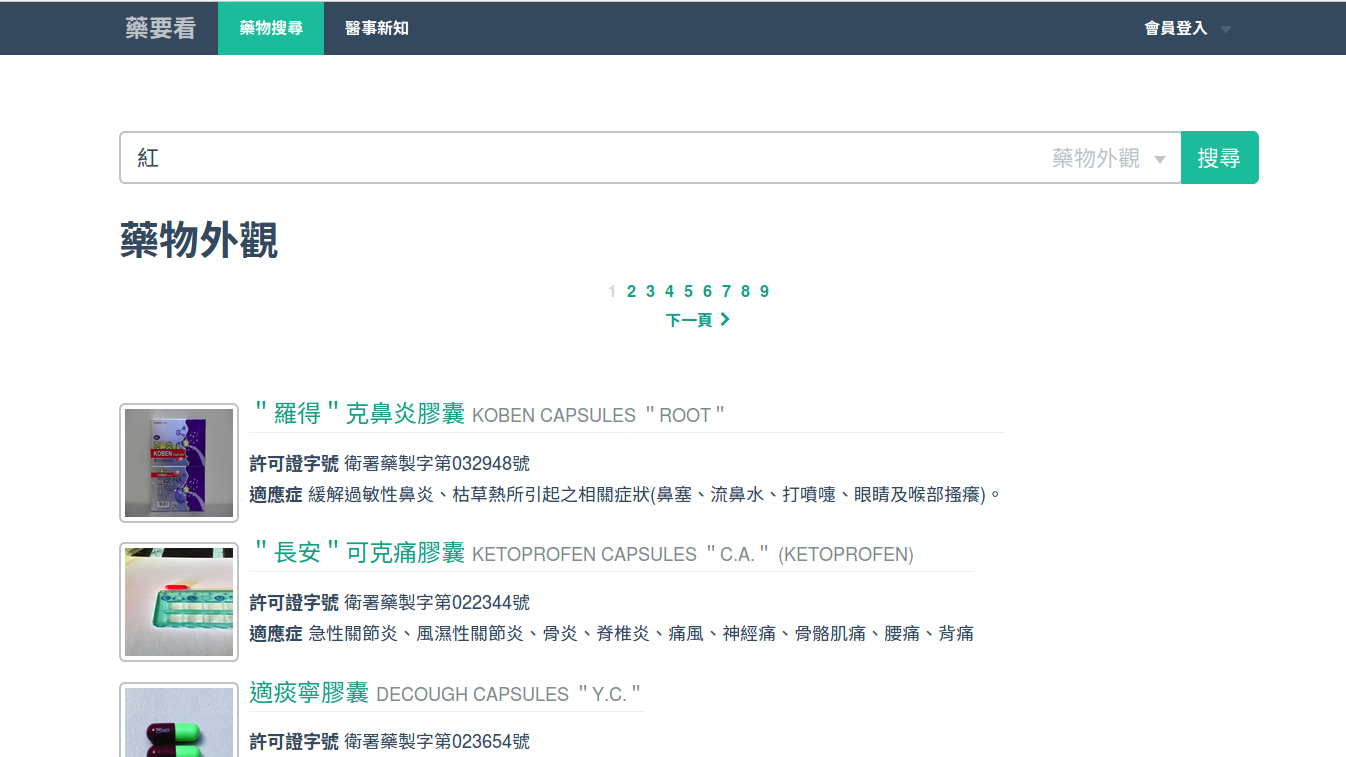 藥要看 藥物搜尋 醫事新知 會員登入
紅 藥物外觀 搜尋
藥物外觀
1 2 3 4 5 6 7 8 9
下一頁
＂羅得＂克鼻炎膠囊 KOBEN CAPSULES ＂ROOT＂
許可證字號 衛署藥製字第032948號
適應症 緩解過敏性鼻炎、枯草熱所引起之相關症狀(鼻塞、流鼻水、打噴嚏、眼睛及喉部搔癢)。
KOBEN
＂長安＂可克痛膠囊 KETOPROFEN CAPSULES ＂C.A.＂ (KETOPROFEN)
許可證字號 衛署藥製字第022344號
適應症 急性關節炎、風濕性關節炎、骨炎、脊椎炎、痛風、神經痛、骨骼肌痛、腰痛、背痛
適痰寧膠囊 DECOUGH CAPSULES ＂Y.C.＂
許可證字號 衛署藥製字第023654號